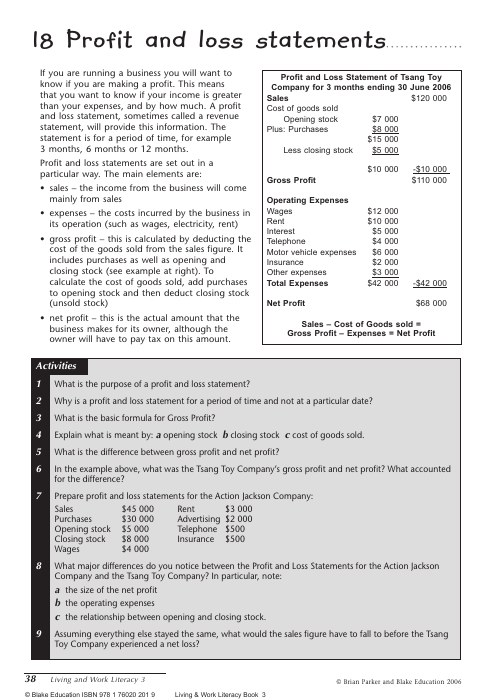 18 Profit and loss statements
If you are running a business you will want to
know if you are making a profit. This means
that you want to know if your income is greater
than your expenses, and by how much. A profit
and loss statement, sometimes called a revenue
statement, will provide this information. The
statement is for a period of time, for example
3 months, 6 months or 12 months.
Profit and loss statements are set out in a
particular way. The main elements are:
• sales – the income from the business will come
mainly from sales
• expenses – the costs incurred by the business in
its operation (such as wages, electricity, rent)
• gross profit – this is calculated by deducting the
cost of the goods from the sales figure. It
includes purchases as well as opening and
closing stock (see example at right). To
calculate the cost of goods sold, add purchases
to opening stock and then deduct closing stock
(unsold stock)
• net profit – this is the actual amount that the
business makes for its owner, although the
owner will have to pay tax on this amount.
Profit and Loss Statement of Tsang Toy
Company for 3 months ending 30 June 2006
Sales $120 000
Cost of goods sold
Opening stock $7 000
Plus: Purchases $8 000
$15 000
Less closing stock $5 000
$10 000 -$10 000
Gross Profit $110 000
Operating Expenses
Wages $12 000
Rent $10 000
Interest $5 000
Telephone $4 000
Motor vehicle expenses $6 000
Insurance $2 000
Other expenses $3 000
Total Expenses $42 000 -$42 000
Net Profit $68 000
Sales – Cost of Goods sold =
Gross Profit – Expenses = Net Profit
Activities
1 What is the purpose of a profit and loss statement?
2 Why is a profit and loss statement for a period of time and not at a particular date?
3 What is the basic formula for Gross Profit?
4 Explain what is meant by: a opening stock b closing stock c cost of goods sold.
5 What is the difference between gross profit and net profit?
6 In the example above, what was the Tsang Toy Company's gross profit and net profit? What accounted
for the difference?
7 Prepare profit and loss statements for the Action Jackson Company:
Sales $45 000 Rent $3 000
Purchases $30 000 Advertising $2 000
Opening stock $5 000 Telephone $500
Closing stock $8 000 Insurance $500
Wages $4 000
8 What major differences do you notice between the Profit and Loss Statements for the Action Jackson
Company and the Tsang Toy Company? In particular, note:
a the size of the net profit
b the operating expenses
c the relationship between opening and closing stock.
9 Assuming everything else stayed the same, what would the sales figure have to fall to before the Tsang
Toy Company experienced a net loss?
38 Living and Work Literacy 3
© Brian Parker and Blake Education 2006
© Blake Education ISBN 978 1 76020 201 9 Living & Work Literacy Book 3